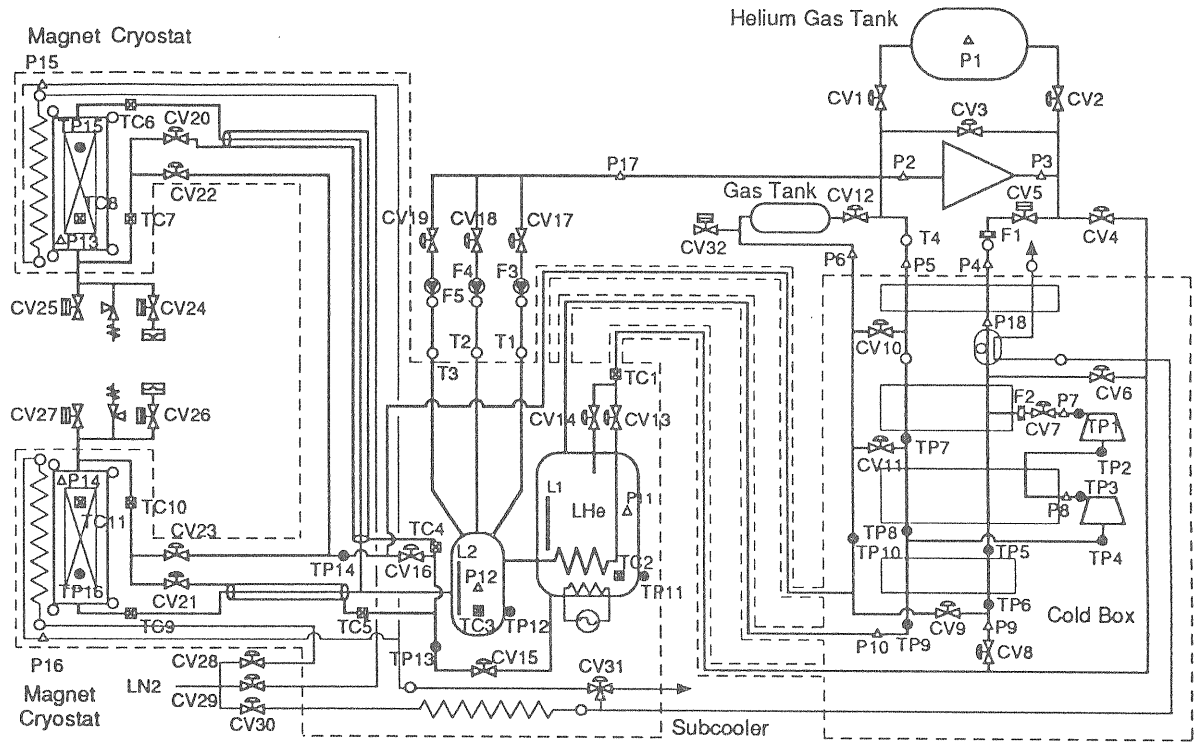 Helium Gas Tank
Magnet Cryostat
P1
P15
CV1
CV2
CV3
TP15
TC6
CV20
P17
P2
P3
Gas Tank
CV12
CV5
CV22
TC8
TC7
CV19
CV18
CV17
CV32
T4
F1
CV4
P13
P6
P5
P4
F4
F3
F5
CV25
CV24
P18
T2
T1
CV10
T3
TC1
CV6
F2
P7
CV27
CV26
CV14
CV13
CV7
TP1
TP7
CV11
TP2
P14
L1
P11
TP3
TC10
LHe
P8
TC11
CV23
TC4
TP8
L2
TP10
TP5
TP4
TP14
CV16
TC2
TP16
P12
TP11
CV21
TP6
Cold Box
TC9
TC5
TC3
TP12
CV9
P9
P10
TP9
TP13
CV15
CV8
P16
CV28
CV31
LN2
Magnet
Cryostat
CV29
CV30
Subcooler